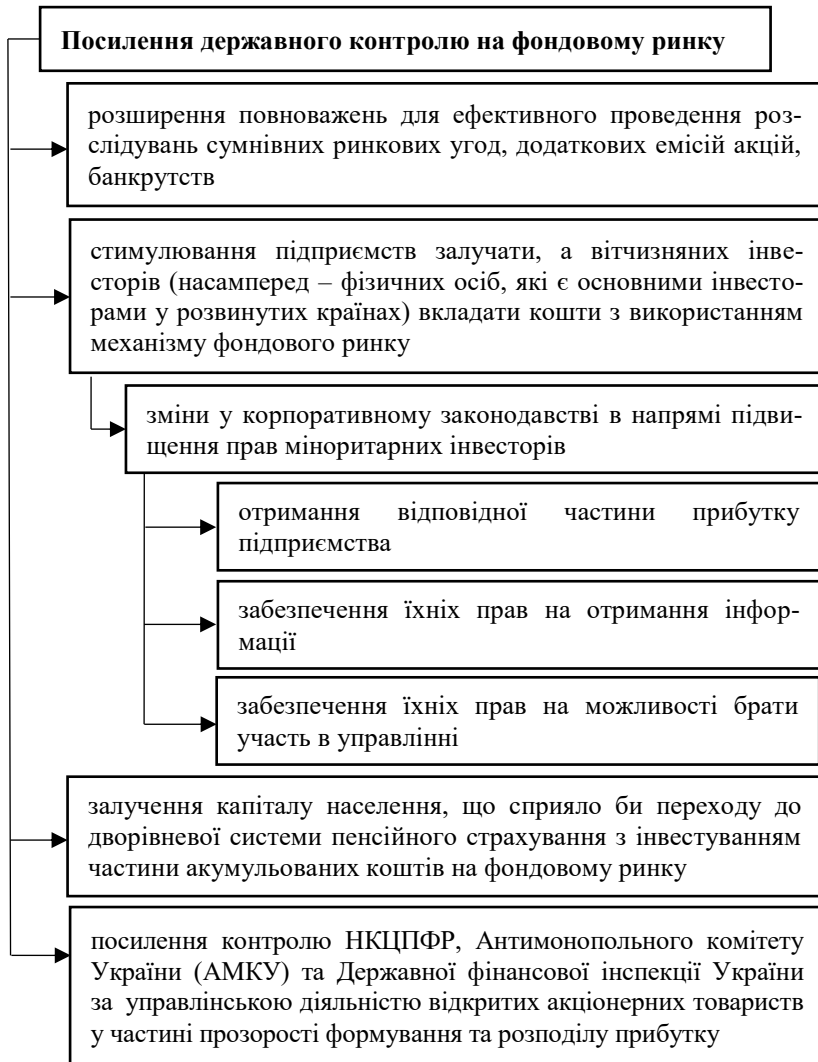 Посилення державного контролю на фондовому ринку
розширення повноважень для ефективного проведення роз-
слідувань сумнівних ринкових угод, додаткових емісій акцій,
банкрутств
стимулювання підприємств залучати, а вітчизняних інве-
сторів (насамперед – фізичних осіб, які є основними інвесто-
рами у розвинутих країнах) вкладати кошти з використанням
механізму фондового ринку
зміни у корпоративному законодавстві в напрямі підви-
щення прав міноритарних інвесторів
отримання відповідної частини прибутку
підприємства
забезпечення їхніх прав на отримання інфор-
мації
забезпечення їхніх прав на можливості брати
участь в управлінні
залучення капіталу населення, що сприяло би переходу до
дворівневої системи пенсійного страхування з інвестуванням
частини акумульованих коштів на фондовому ринку
посилення контролю НКЦПФР, Антимонопольного комітету
України (АМКУ) та Державної фінансової інспекції України
за управлінською діяльністю відкритих акціонерних товариств
у частині прозорості формування та розподілу прибутку